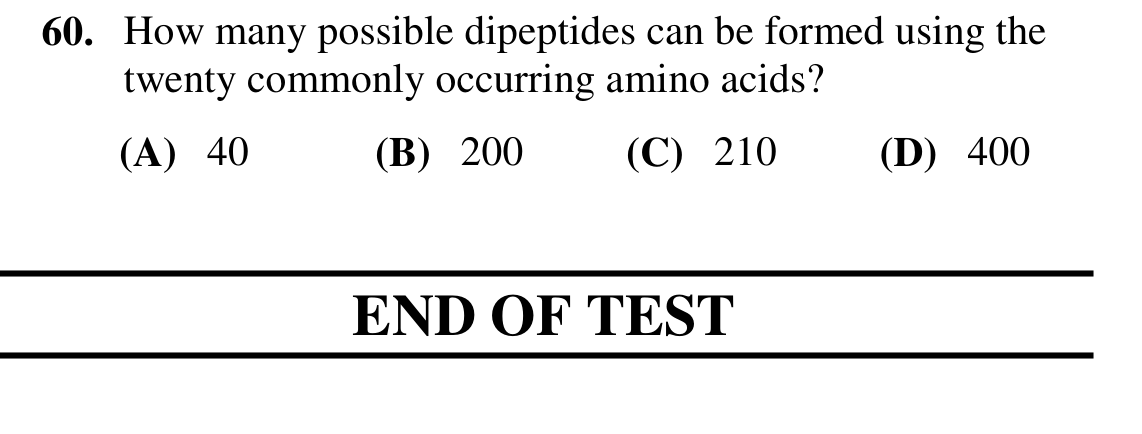 60. How many possible dipeptides can be formed using the
twenty commonly occurring amino acids?
(A) 40 (B) 200 (C) 210 (D) 400
END OF TEST